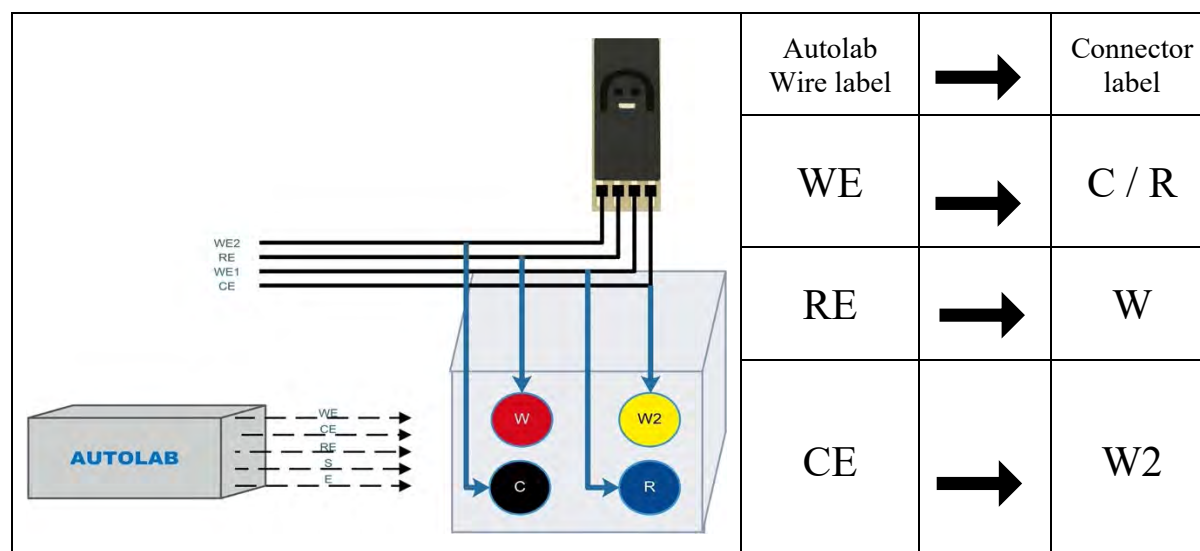 WE2
RE
WE1
CE
AUTOLAB
WE
CE
RE
S
E
W
W2
C
R
Autolab
Wire label
Connector
label
WE
C / R
RE
W
CE
W2